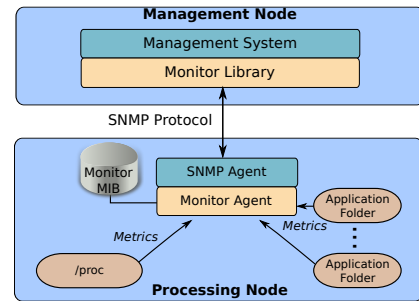 Management Node
Management System
Monitor Library
SNMP Protocol
Monitor
MIB
SNMP Agent
Monitor Agent
Application
Folder
Metrics
Metrics
/proc
Application
Folder
Processing Node